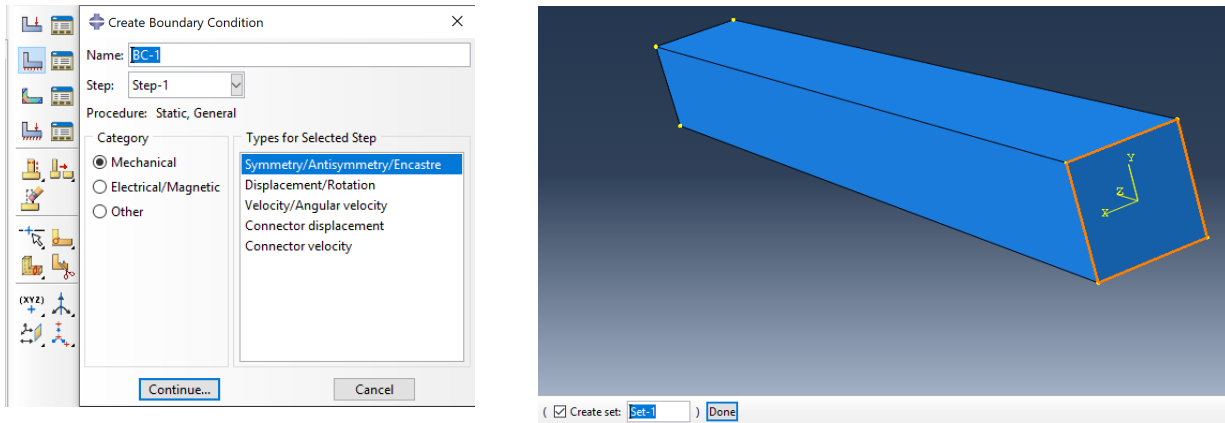 Create Boundary Condition
Name: BC-1
Step: Step-1
Procedure: Static, General
Category
Mechanical
Electrical/Magnetic
Other
Types for Selected Step
Symmetry/Antisymmetry/Encastre
Displacement/Rotation
Velocity/Angular velocity
Connector displacement
Connector velocity
Continue... Cancel
(XYZ)
Y
Z
X
( Create set: Set-1 ) Done